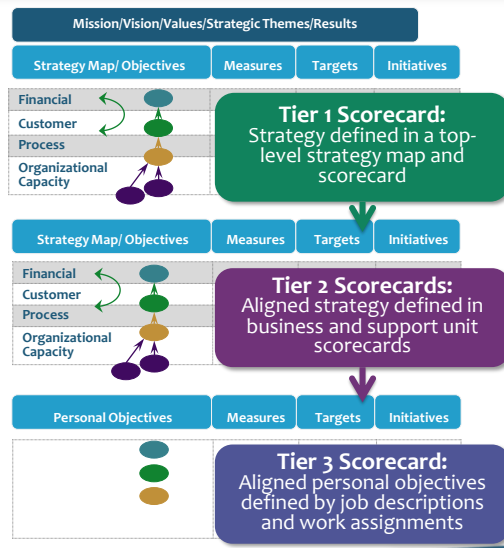 Mission/Vision/Values/Strategic Themes/Results
Strategy Map/ Objectives Measures Targets Initiatives
Financial
Customer
Process
Organizational
Capacity
Tier 1 Scorecard:
Strategy defined in a top-
level strategy map and
scorecard
Strategy Map/ Objectives Measures Targets Initiatives
Financial
Customer
Process
Organizational
Capacity
Tier 2 Scorecards:
Aligned strategy defined in
business and support unit
scorecards
Personal Objectives Measures Targets Initiatives
Tier 3 Scorecard:
Aligned personal objectives
defined by job descriptions
and work assignments